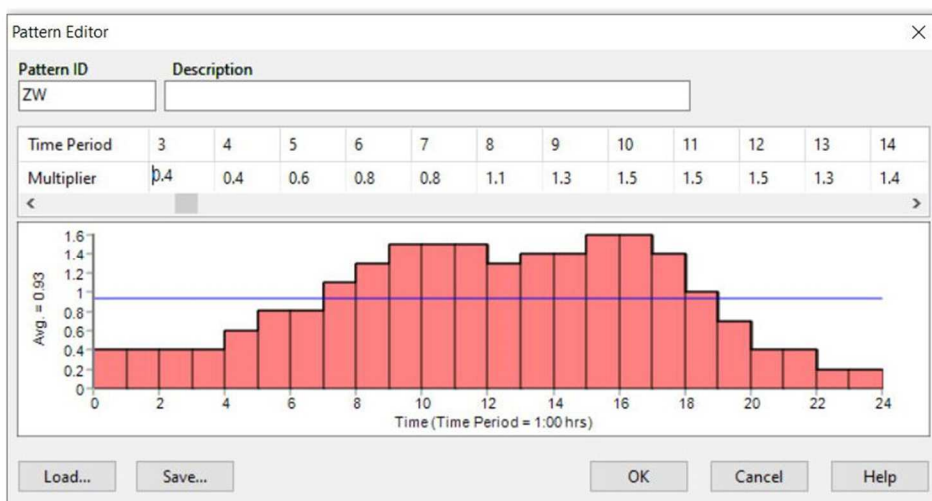 Pattern Editor
Pattern ID Description
ZW
Time Period 3 4 5 6 7 8 9 10 11 12 13 14
Multiplier 0.4 0.4 0.6 0.8 0.8 1.1 1.3 1.5 1.5 1.5 1.3 1.4
1.6
1.4
1.2
1
0.8
0.6
0.4
0.2
0
Avg. = 0.93
0 2 4 6 8 10 12 14 16 18 20 22 24
Time (Time Period = 1:00 hrs)
Load... Save... OK Cancel Help